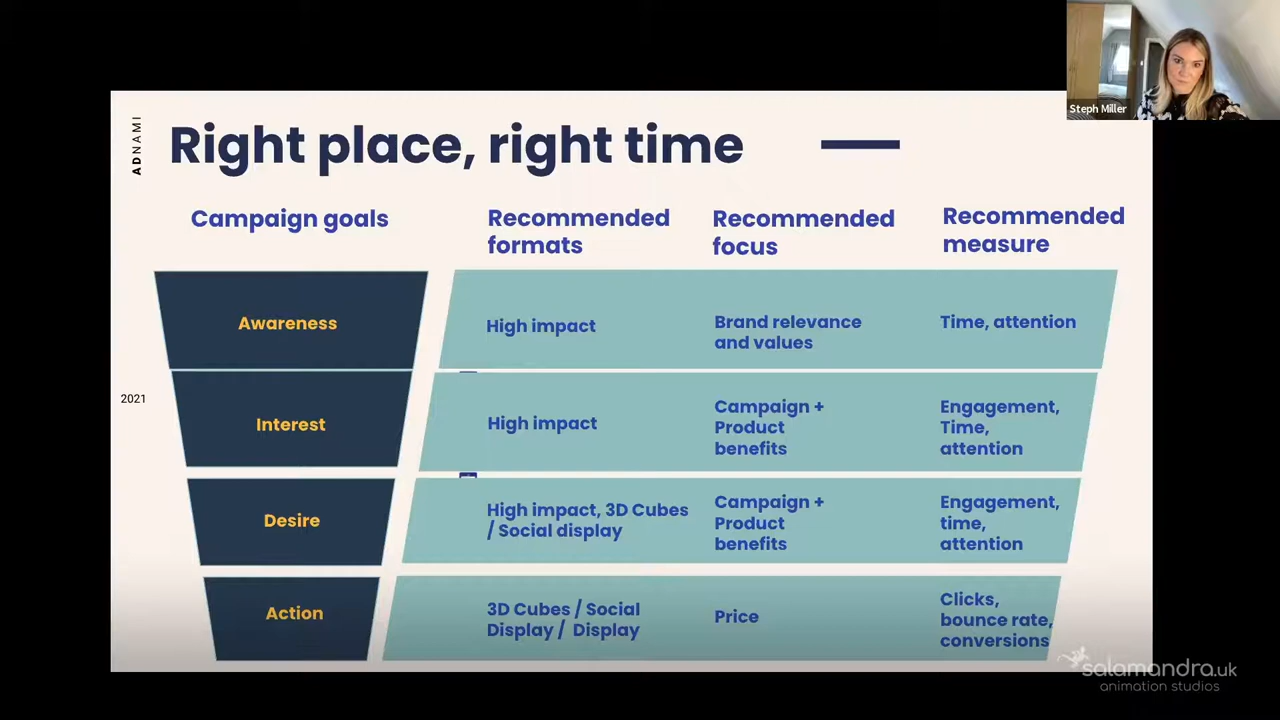 Steph Miller
ADNAMI
Right place, right time
Campaign goals
Recommended
formats
Recommended
focus
Recommended
measure
Awareness
High impact
Brand relevance
and values
Time, attention
2021
Interest
High impact
Campaign +
Product
benefits
Engagement,
Time,
attention
Desire
High impact, 3D Cubes
/ Social display
Campaign +
Product
benefits
Engagement,
time,
attention
Action
3D Cubes / Social
Display / Display
Price
Clicks,
bounce rate,
conversions
salamandra.uk
animation studios